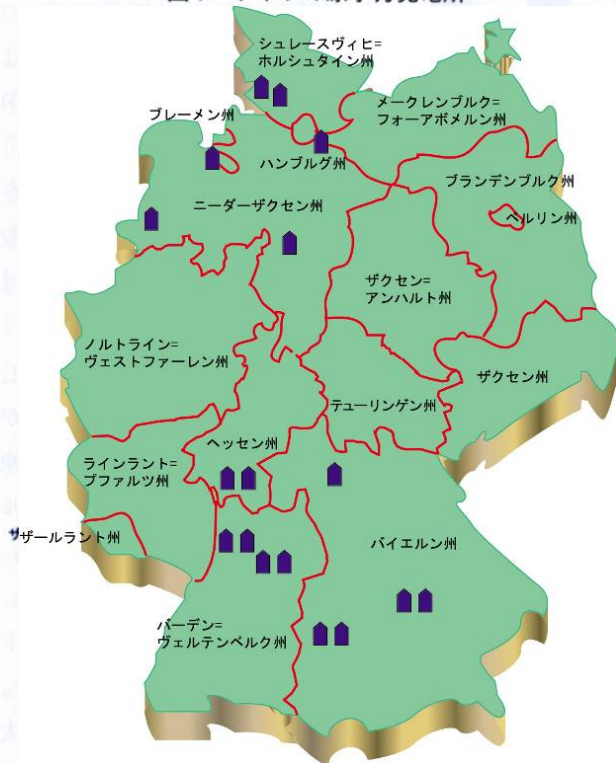 シュレースヴィヒ=
ホルシュタイン州
メークレンブルク=
フォーアポメルン州
ブレーメン州
ハンブルグ州
ブランデンブルク州
ベルリン州
ニーダーザクセン州
ザクセン=
アンハルト州
ノルトライン=
ヴェストファーレン州
ザクセン州
テューリンゲン州
ヘッセン州
ラインラント=
プファルツ州
ザールラント州
バイエルン州
バーデン=
ヴェルテンベルク州